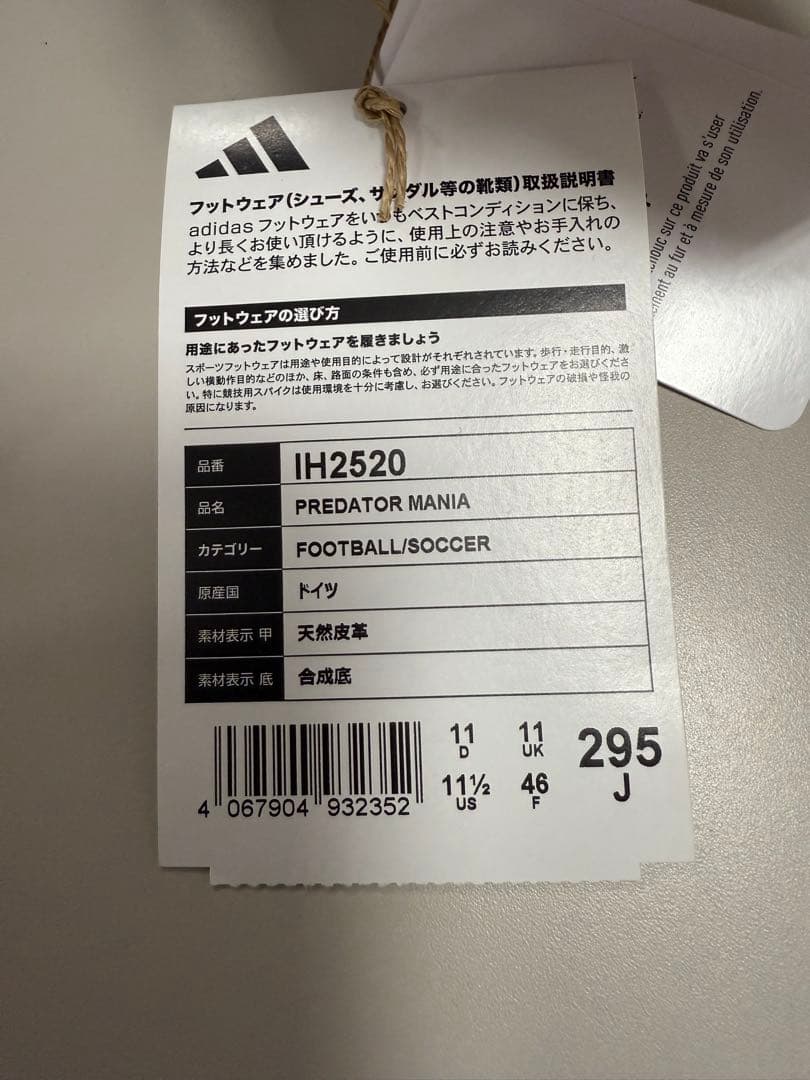 フットウェア(シューズ、サンダル等の靴類)取扱説明書
adidas フットウェアをいつもベストコンディションに保ち、
より長くお使い頂けるように、使用上の注意やお手入れの
方法などを集めました。ご使用前に必ずお読みください。
フットウェアの選び方
用途にあったフットウェアを履きましょう
スポーツフットウェアは用途や使用目的によって設計がそれぞれされています。歩行・走行目的、激
しい横動作目的などのほか、床、路面の条件も含め、必ず用途に合ったフットウェアをお選びくださ
い。特に競技用スパイクは使用環境を十分に考慮し、お選びください。フットウェアの破損や怪我の
原因になります。
品番 IH2520
品名 PREDATOR MANIA
カテゴリー FOOTBALL/SOCCER
原産国 ドイツ
素材表示 甲 天然皮革
素材表示 底 合成底
4 067904 932352
11 D 11 UK 295 J
11½ US 46 F
sur ce produit va s'user
au fur et à mesure de son utilisation.